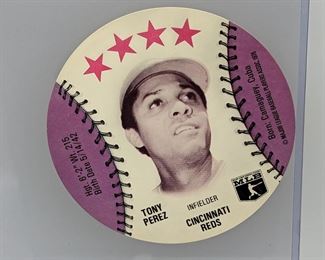 Hgt: 6'-2" Wt: 215
Birth Date 5/14/42
TONY
PEREZ
INFIELDER
CINCINNATI
REDS
MLB
Born: Camaguey, Cuba